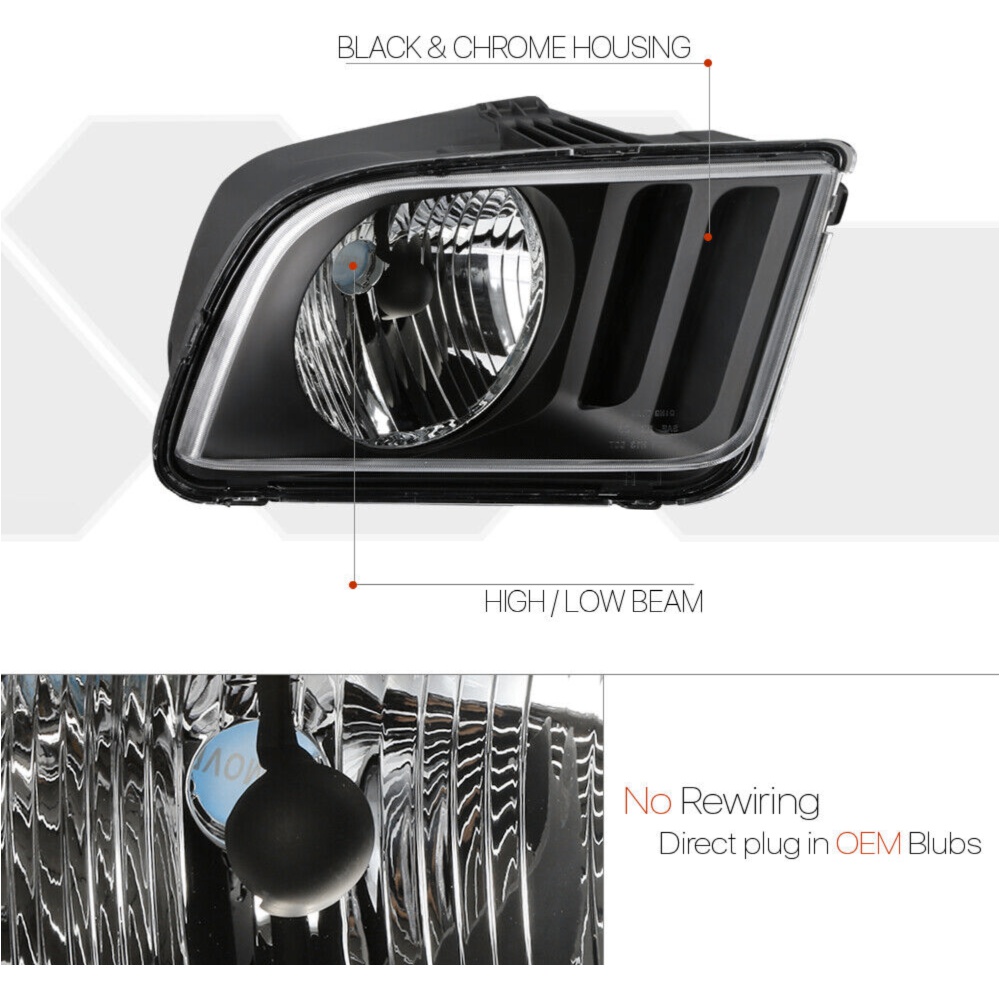 BLACK & CHROME HOUSING
HIGH / LOW BEAM
No Rewiring
Direct plug in OEM Blubs